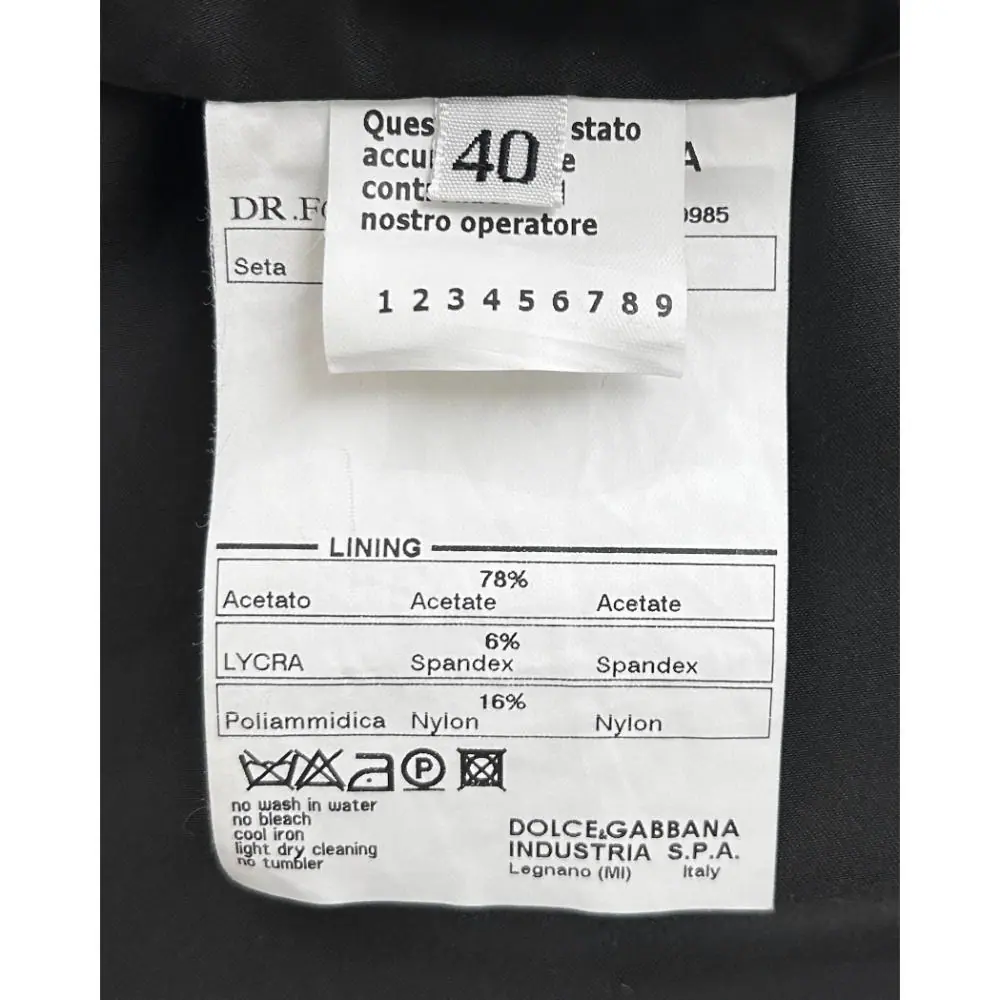 40
Ques stato
accu e
cont
nostro operatore
1 2 3 4 5 6 7 8 9
A
DR.F 985
Seta
LINING
78%
Acetato Acetate Acetate
6%
LYCRA Spandex Spandex
16%
Poliammidica Nylon Nylon
P
no wash in water
no bleach
cool iron
light dry cleaning
no tumbler
DOLCE&GABBANA
INDUSTRIA S.P.A.
Legnano (MI) Italy